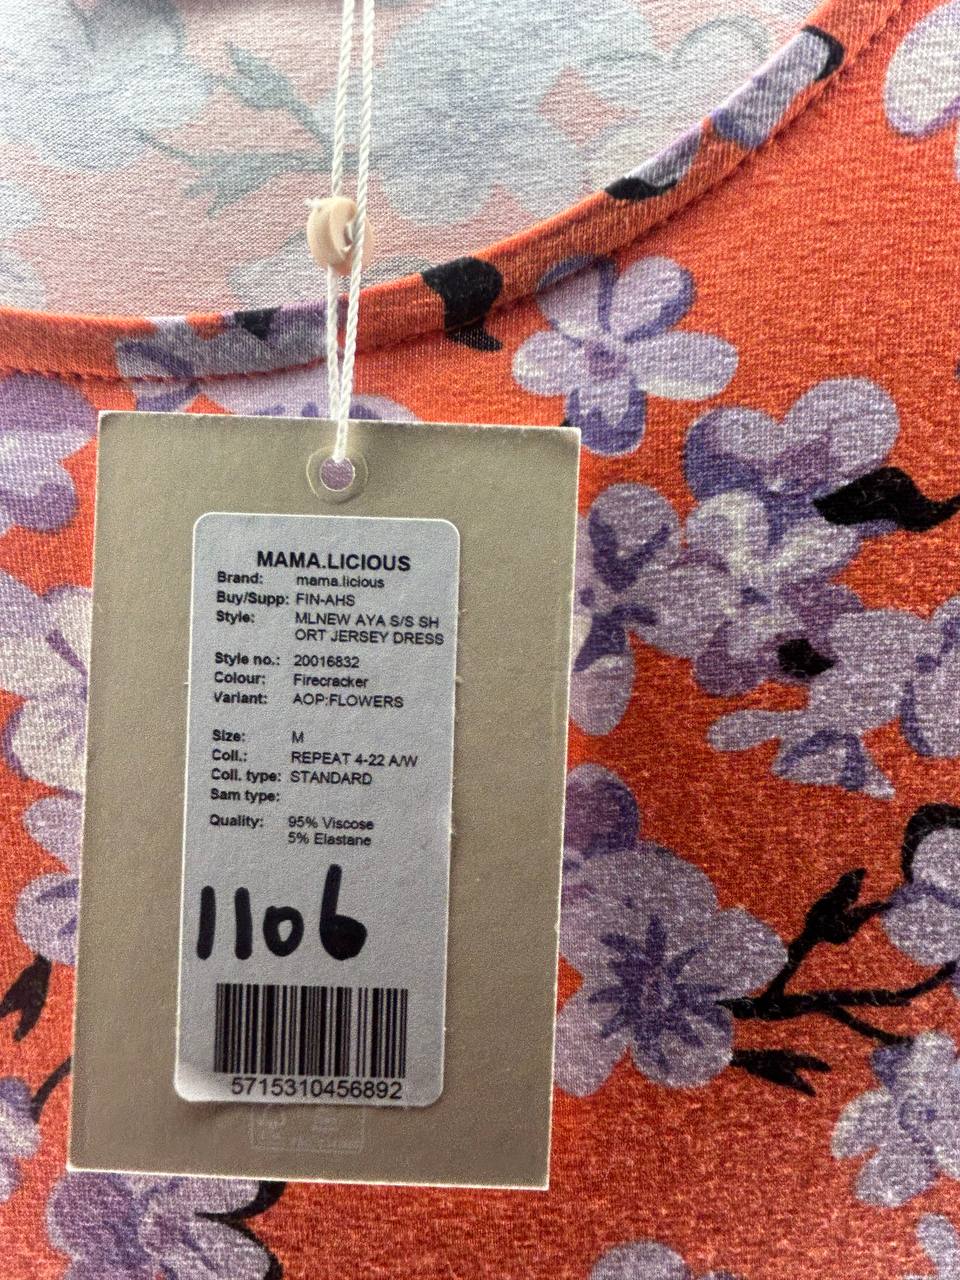 MAMA.LICIOUS
Brand: mama.licious
Buy/Supp: FIN-AHS
Style: MLNEW AYA S/S SH
ORT JERSEY DRESS
Style no.: 20016832
Colour: Firecracker
Variant: AOP:FLOWERS
Size: M
Coll.: REPEAT 4-22 A/W
Coll. type: STANDARD
Sam type:
Quality: 95% Viscose
5% Elastane
1106
5715310456892